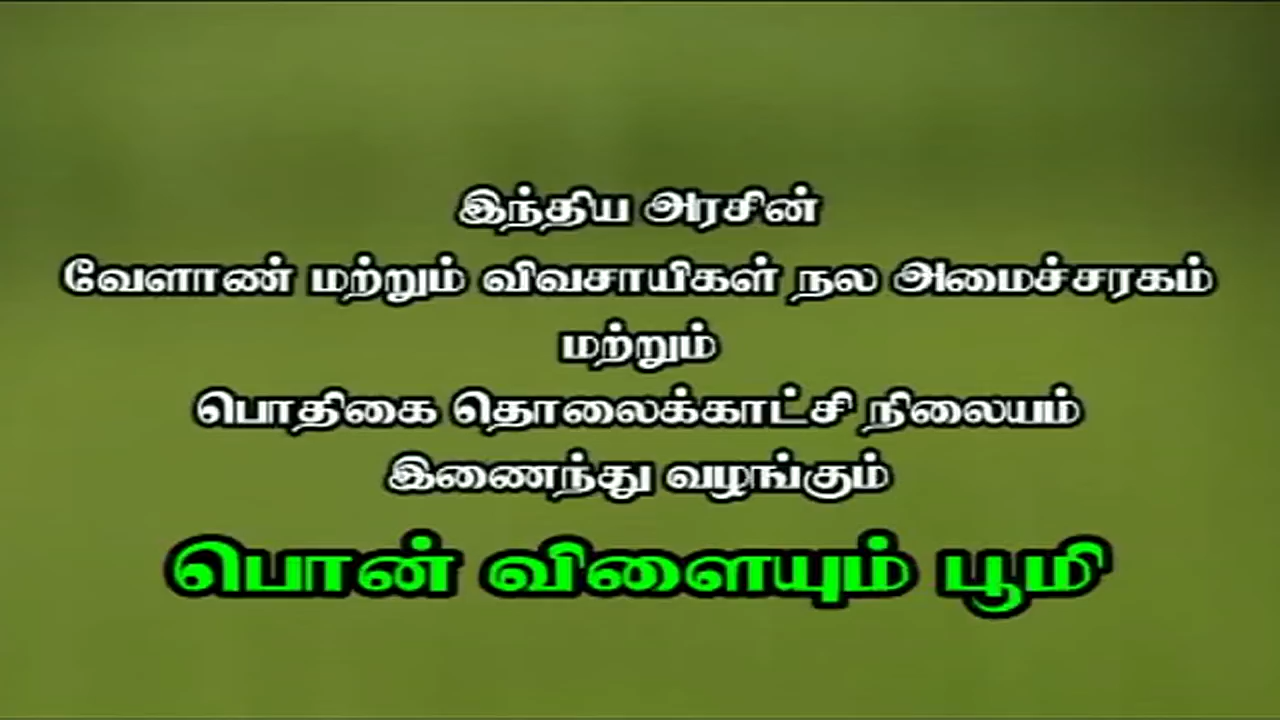 இந்திய அரசின்
வேளாண் மற்றும் விவசாயிகள் நல அமைச்சரகம்
மற்றும்
பொதிகை தொலைக்காட்சி நிலையம்
இணைந்து வழங்கும்
பொன் விளையும் பூமி